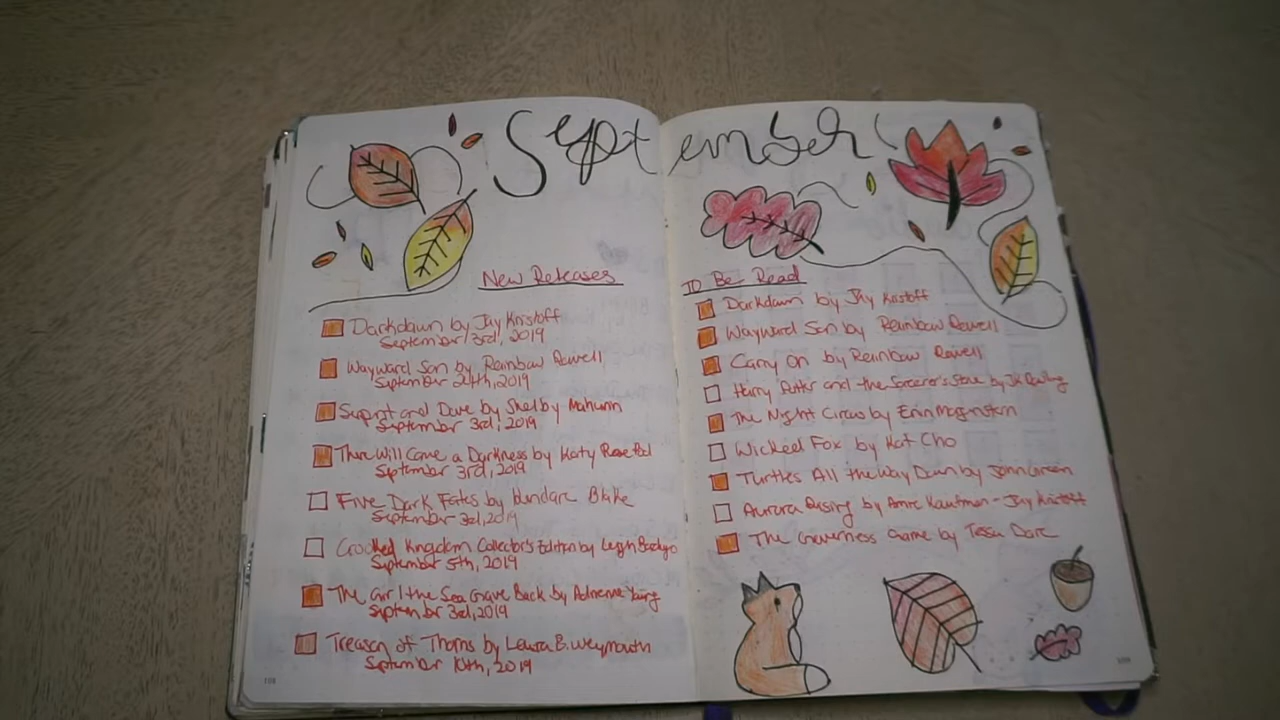 September
New Releases
Darkdawn by Jay Kristoff
September 3rd, 2019
Wayward Son by Rainbow Rowell
September 24th, 2019
Serpent and Dove by Shelby Mahurin
September 3rd, 2019
There Will Come a Darkness by Katy Rose Pool
September 3rd, 2019
Five Dark Fates by Kendare Blake
September 3rd, 2019
Crooked Kingdom Collector's Edition by Leigh Bardugo
September 5th, 2019
The Girl the Sea Gave Back by Adrienne Young
September 3rd, 2019
Treason of Thorns by Laura E. Weymouth
September 10th, 2019
To Be Read
Darkdawn by Jay Kristoff
Wayward Son by Rainbow Rowell
Carry On by Rainbow Rowell
Harry Potter and the Sorcerer's Stone by JK Rowling
The Night Circus by Erin Morgenstern
Wicked Fox by Kat Cho
Turtles All the Way Down by John Green
Aurora Rising by Amie Kaufman - Jay Kristoff
The Governess Game by Tessa Dare